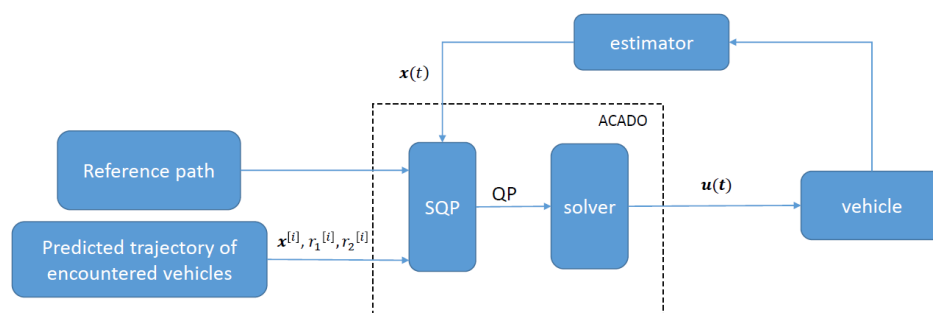 estimator
𝒙(t)
ACADO
Reference path
SQP
QP
solver
𝒖(𝒕)
vehicle
Predicted trajectory of
encountered vehicles
𝒙^[i], r₁^[i], r₂^[i]